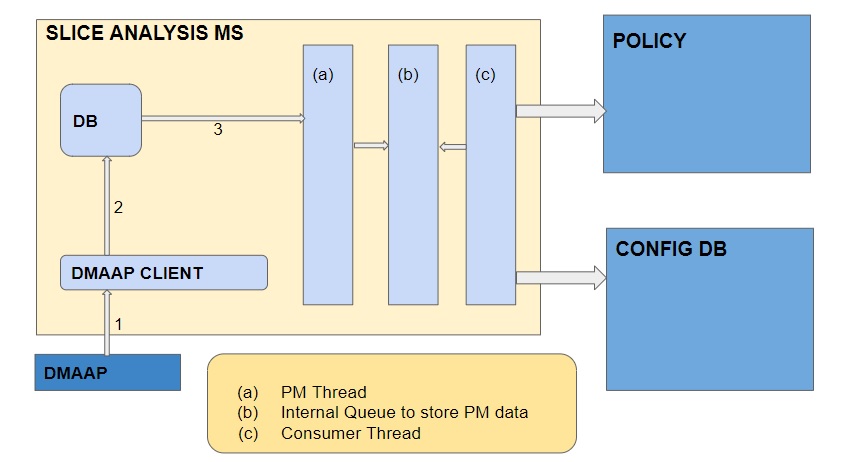 SLICE ANALYSIS MS
(a)
(b)
(c)
DB
3
2
DMAAP CLIENT
1
DMAAP
POLICY
CONFIG DB
(a) PM Thread
(b) Internal Queue to store PM data
(c) Consumer Thread